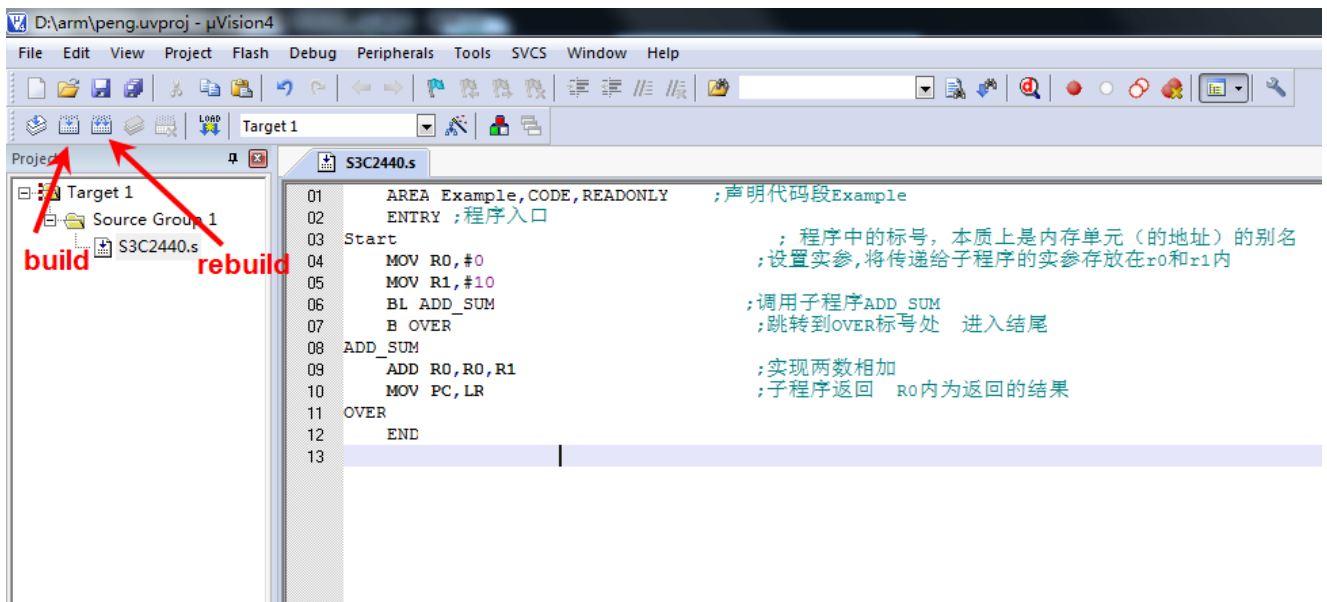 D:\arm\peng.uvproj - µVision4
File Edit View Project Flash Debug Peripherals Tools SVCS Window Help
LOAD Target 1
Project
S3C2440.s
Target 1
Source Group 1
S3C2440.s
build
rebuild
01 AREA Example,CODE,READONLY ;声明代码段Example
02 ENTRY ;程序入口
03 Start ; 程序中的标号，本质上是内存单元（的地址）的别名
04 MOV R0,#0 ;设置实参,将传递给子程序的实参存放在r0和r1内
05 MOV R1,#10
06 BL ADD_SUM ;调用子程序ADD_SUM
07 B OVER ;跳转到OVER标号处 进入结尾
08 ADD_SUM
09 ADD R0,R0,R1 ;实现两数相加
10 MOV PC,LR ;子程序返回 R0内为返回的结果
11 OVER
12 END
13